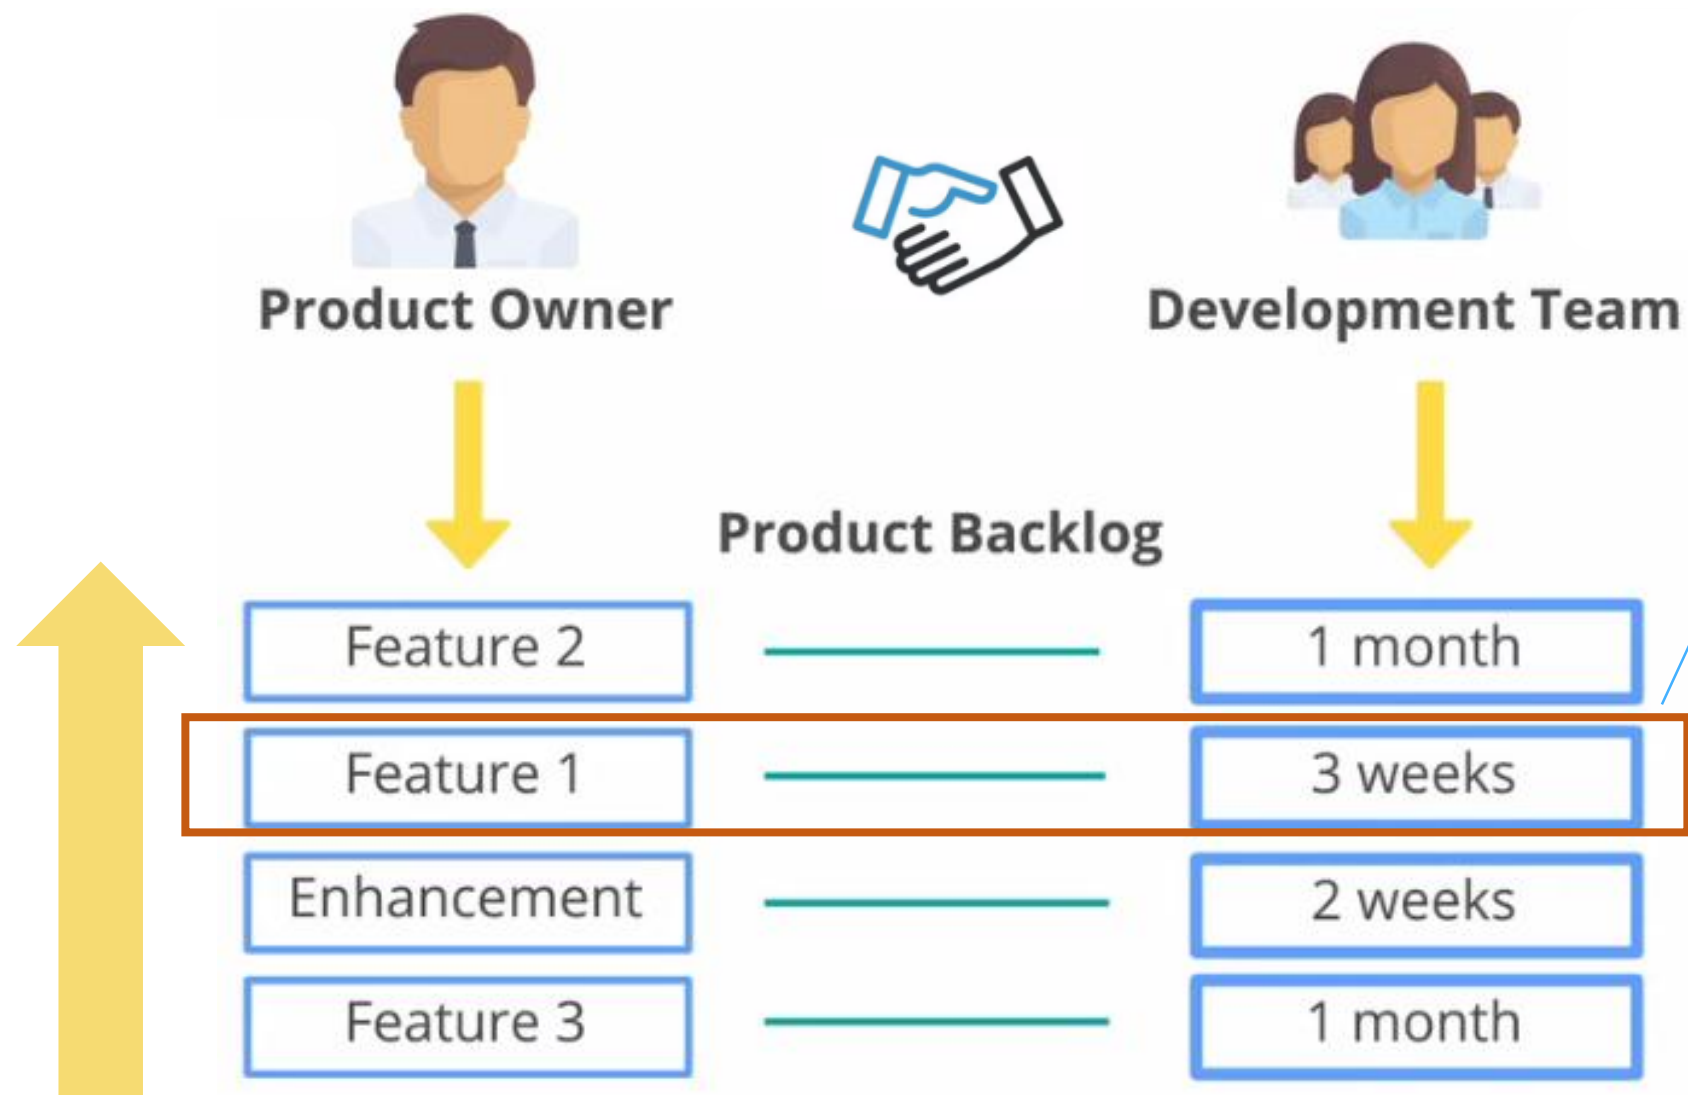 Product Owner
Development Team
Product Backlog
Feature 2
1 month
Feature 1
3 weeks
Enhancement
2 weeks
Feature 3
1 month